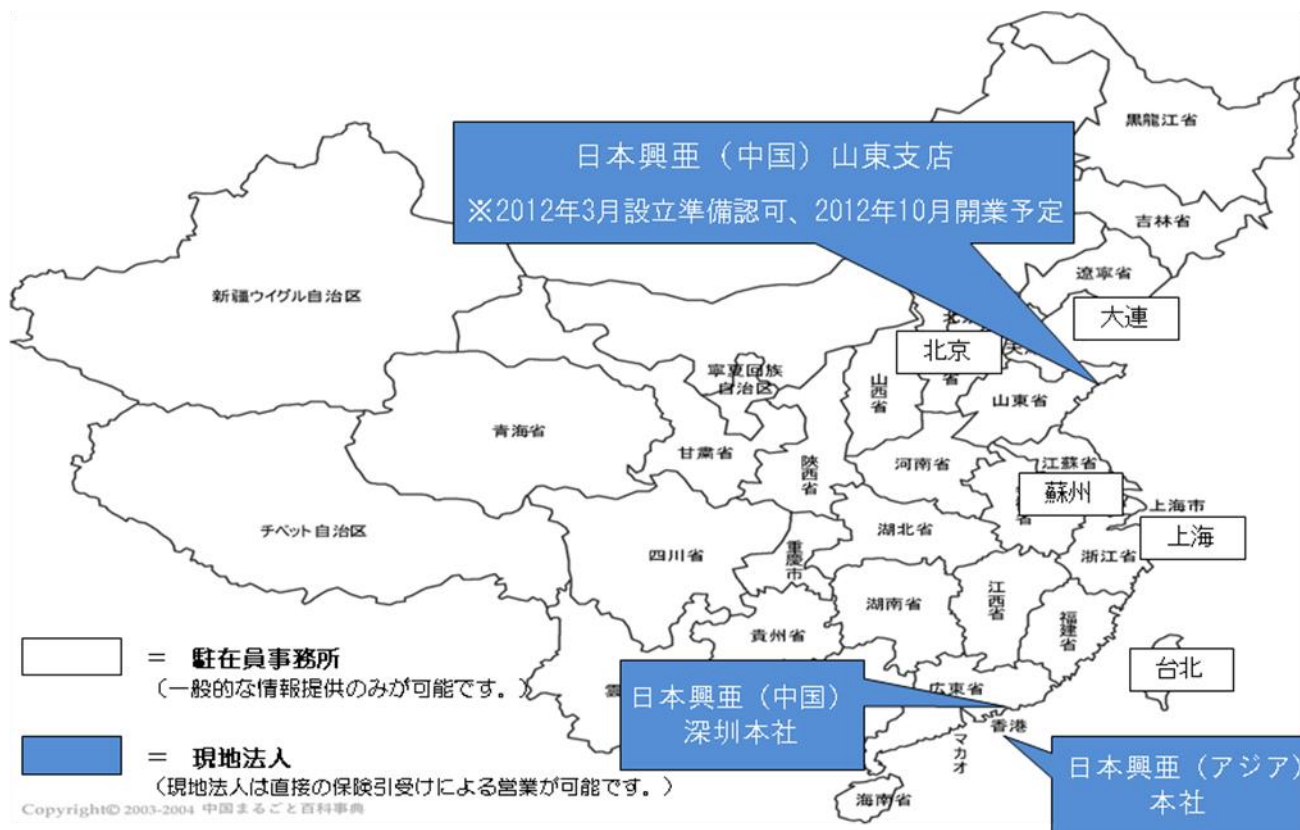 黒龍江省
日本興亜（中国）山東支店
※2012年3月設立準備認可、2012年10月開業予定
吉林省
遼寧省
新疆ウイグル自治区
大連
北京
省
寧夏回族
自治区
山西省
山東省
青海省
甘粛省
陝西省
河南省
江蘇省
蘇州
省
上海市
上海
チベット自治区
四川省
重慶市
湖北省
浙江省
湖南省
江西省
福建省
貴州省
台北
= 駐在員事務所
（一般的な情報提供のみが可能です。）
日本興亜（中国）
深圳本社
広東省
香港
マカオ
日本興亜（アジア）
本社
= 現地法人
（現地法人は直接の保険引受けによる営業が可能です。）
海南省
Copyright© 2003-2004 中国まるごと百科事典